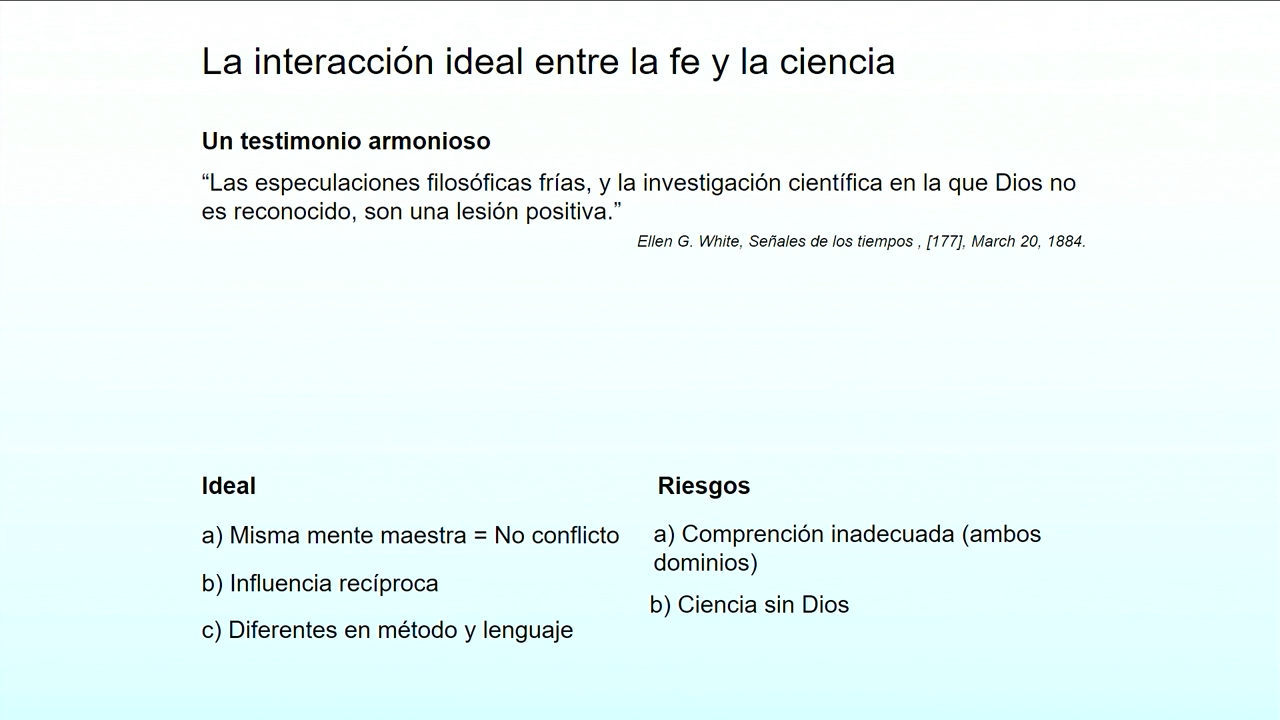 La interacción ideal entre la fe y la ciencia
Un testimonio armonioso
“Las especulaciones filosóficas frías, y la investigación científica en la que Dios no
es reconocido, son una lesión positiva.”
Ellen G. White, Señales de los tiempos , [177], March 20, 1884.
Ideal
a) Misma mente maestra = No conflicto
b) Influencia recíproca
c) Diferentes en método y lenguaje
Riesgos
a) Comprención inadecuada (ambos
dominios)
b) Ciencia sin Dios